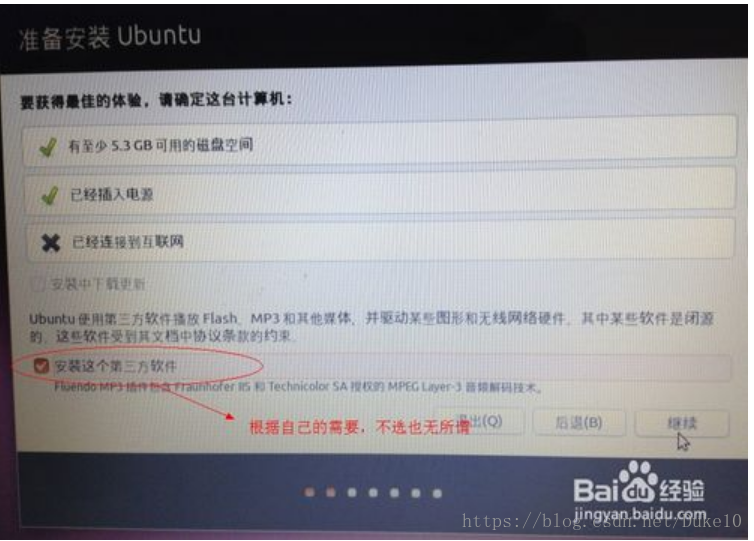 准备安装 Ubuntu
要获得最佳的体验，请确定这台计算机：
有至少 5.3 GB 可用的磁盘空间
已经插入电源
已经连接到互联网
安装中下载更新
Ubuntu 使用第三方软件播放 Flash、MP3 和其他媒体，并驱动某些图形和无线网络硬件。其中某些软件是闭源
的。这些软件受到其文档中协议条款的约束。
安装这个第三方软件
Fluendo MP3 插件包含 Fraunhofer IIS 和 Technicolor SA 授权的 MPEG Layer-3 音频解码技术。
根据自己的需要，不选也无所谓
退出(Q) 后退(B) 继续
Baidu经验
jingyan.baidu.com
https://blog.csdn.net/Duke10